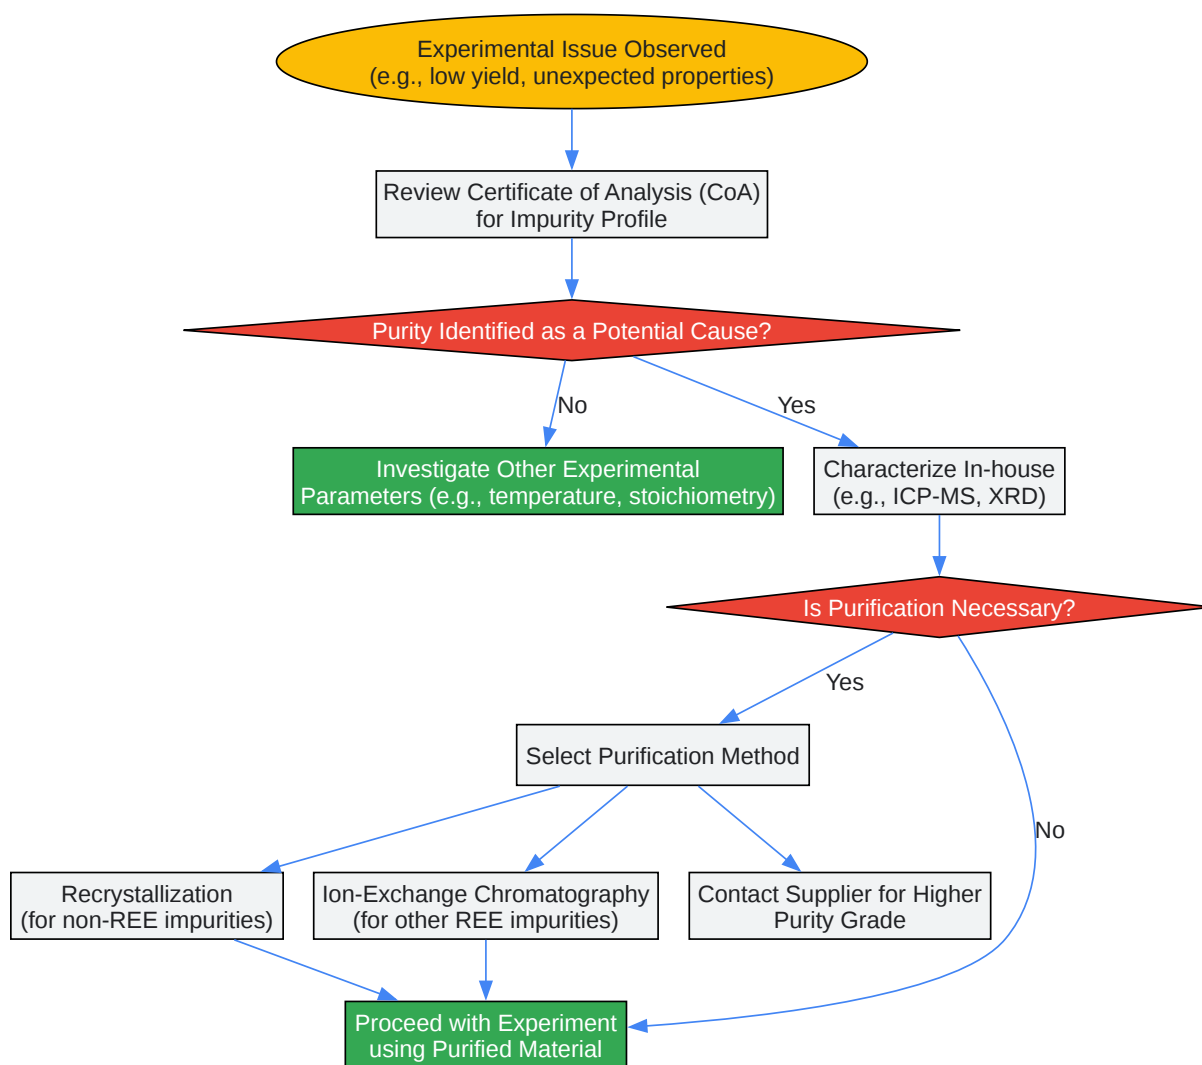 Experimental Issue Observed
(e.g., low yield, unexpected properties)
Review Certificate of Analysis (CoA)
for Impurity Profile
Purity Identified as a Potential Cause?
No
Yes
Investigate Other Experimental
Parameters (e.g., temperature, stoichiometry)
Characterize In-house
(e.g., ICP-MS, XRD)
Is Purification Necessary?
Yes
Select Purification Method
No
Recrystallization
(for non-REE impurities)
Ion-Exchange Chromatography
(for other REE impurities)
Contact Supplier for Higher
Purity Grade
Proceed with Experiment
using Purified Material